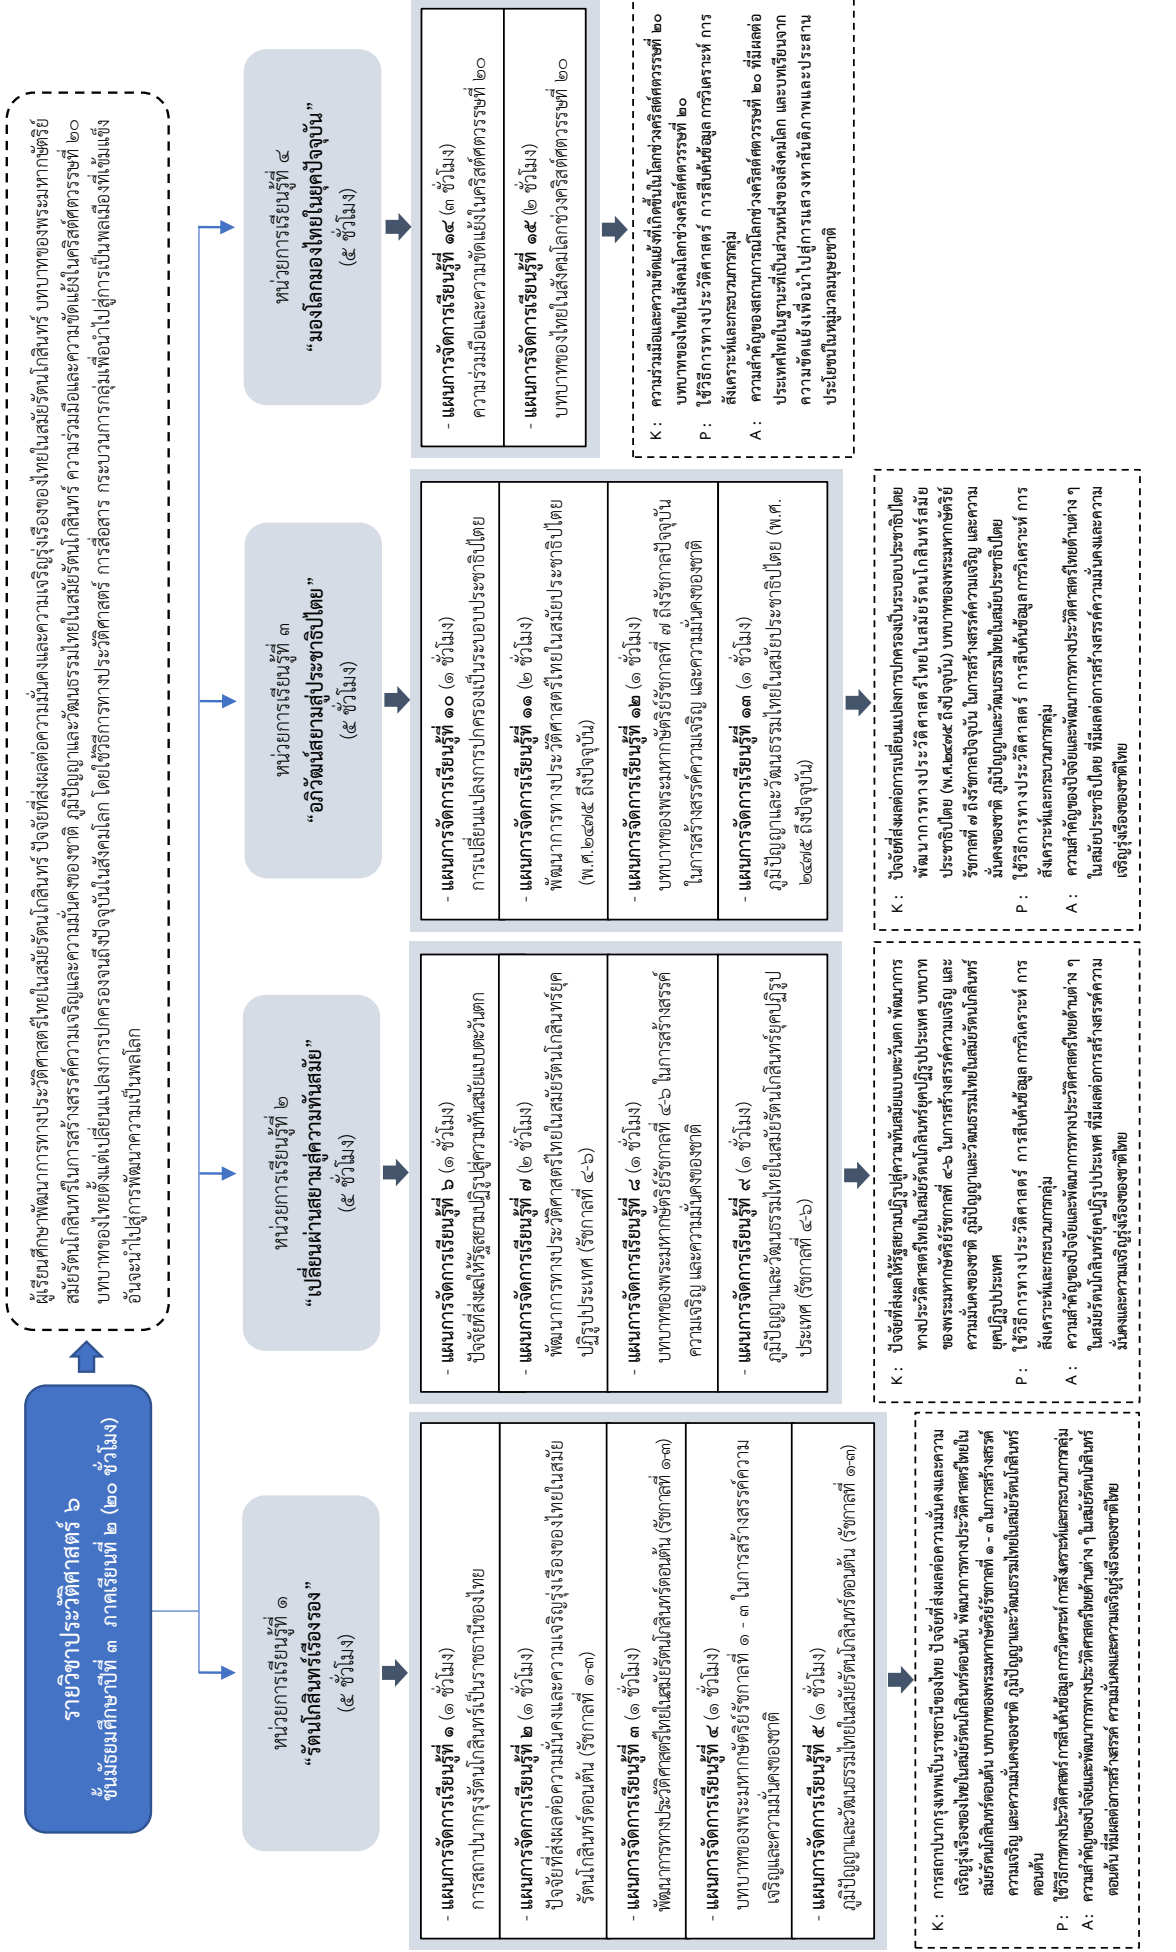 รายวิชาประวัติศาสตร์ ๖
ชั้นมัธยมศึกษาปีที่ ๓ ภาคเรียนที่ ๒ (๒๐ ชั่วโมง)
ผู้เรียนศึกษาพัฒนาการทางประวัติศาสตร์ไทยในสมัยรัตนโกสินทร์ ปัจจัยที่ส่งผลต่อความมั่นคงและความเจริญรุ่งเรืองของไทยในสมัยรัตนโกสินทร์ บทบาทของพระมหากษัตริย์
สมัยรัตนโกสินทร์ในการสร้างสรรค์ความเจริญและความมั่นคงของชาติ ภูมิปัญญาและวัฒนธรรมไทยในสมัยรัตนโกสินทร์ ความร่วมมือและความขัดแย้งในคริสต์ศตวรรษที่ ๒๐
บทบาทของไทยตั้งแต่เปลี่ยนแปลงการปกครองจนถึงปัจจุบันในสังคมโลก โดยใช้วิธีการทางประวัติศาสตร์ การสื่อสาร กระบวนการกลุ่มเพื่อนำไปสู่การเป็นพลเมืองที่เข้มแข็ง
อันจะนำไปสู่การพัฒนาความเป็นพลโลก
หน่วยการเรียนรู้ที่ ๑
“รัตนโกสินทร์เรืองรอง”
(๕ ชั่วโมง)
- แผนการจัดการเรียนรู้ที่ ๑ (๑ ชั่วโมง)
การสถาปนากรุงรัตนโกสินทร์เป็นราชธานีของไทย
- แผนการจัดการเรียนรู้ที่ ๒ (๑ ชั่วโมง)
ปัจจัยที่ส่งผลต่อความมั่นคงและความเจริญรุ่งเรืองของไทยในสมัย
รัตนโกสินทร์ตอนต้น (รัชกาลที่ ๑-๓)
- แผนการจัดการเรียนรู้ที่ ๓ (๑ ชั่วโมง)
พัฒนาการทางประวัติศาสตร์ไทยในสมัยรัตนโกสินทร์ตอนต้น (รัชกาลที่ ๑-๓)
- แผนการจัดการเรียนรู้ที่ ๔ (๑ ชั่วโมง)
บทบาทของพระมหากษัตริย์รัชกาลที่ ๑ - ๓ ในการสร้างสรรค์ความ
เจริญและความมั่นคงของชาติ
- แผนการจัดการเรียนรู้ที่ ๕ (๑ ชั่วโมง)
ภูมิปัญญาและวัฒนธรรมไทยในสมัยรัตนโกสินทร์ตอนต้น (รัชกาลที่ ๑-๓)
K : การสถาปนากรุงเทพเป็นราชธานีของไทย ปัจจัยที่ส่งผลต่อความมั่นคงและความ
เจริญรุ่งเรืองของไทยในสมัยรัตนโกสินทร์ตอนต้น พัฒนาการทางประวัติศาสตร์ไทยใน
สมัยรัตนโกสินทร์ตอนต้น บทบาทของพระมหากษัตริย์รัชกาลที่ ๑ - ๓ ในการสร้างสรรค์
ความเจริญ และความมั่นคงของชาติ ภูมิปัญญาและวัฒนธรรมไทยในสมัยรัตนโกสินทร์
ตอนต้น
P : ใช้วิธีการทางประวัติศาสตร์ การสืบค้นข้อมูล การวิเคราะห์ การสังเคราะห์และกระบวนการกลุ่ม
A : ความสำคัญของปัจจัยและพัฒนาการทางประวัติศาสตร์ไทยด้านต่าง ๆ ในสมัยรัตนโกสินทร์
ตอนต้น ที่มีผลต่อการสร้างสรรค์ ความมั่นคงและความเจริญรุ่งเรืองของชาติไทย
หน่วยการเรียนรู้ที่ ๒
“เปลี่ยนผ่านสยามสู่ความทันสมัย”
(๕ ชั่วโมง)
- แผนการจัดการเรียนรู้ที่ ๖ (๑ ชั่วโมง)
ปัจจัยที่ส่งผลให้รัฐสยามปฏิรูปสู่ความทันสมัยแบบตะวันตก
- แผนการจัดการเรียนรู้ที่ ๗ (๒ ชั่วโมง)
พัฒนาการทางประวัติศาสตร์ไทยในสมัยรัตนโกสินทร์ยุค
ปฏิรูปประเทศ (รัชกาลที่ ๔-๖)
- แผนการจัดการเรียนรู้ที่ ๘ (๑ ชั่วโมง)
บทบาทของพระมหากษัตริย์รัชกาลที่ ๔-๖ ในการสร้างสรรค์
ความเจริญ และความมั่นคงของชาติ
- แผนการจัดการเรียนรู้ที่ ๙ (๑ ชั่วโมง)
ภูมิปัญญาและวัฒนธรรมไทยในสมัยรัตนโกสินทร์ยุคปฏิรูป
ประเทศ (รัชกาลที่ ๔-๖)
K : ปัจจัยที่ส่งผลให้รัฐสยามปฏิรูปสู่ความทันสมัยแบบตะวันตก พัฒนาการ
ทางประวัติศาสตร์ไทยในสมัยรัตนโกสินทร์ยุคปฏิรูปประเทศ บทบาท
ของพระมหากษัตริย์รัชกาลที่ ๔-๖ ในการสร้างสรรค์ความเจริญ และ
ความมั่นคงของชาติ ภูมิปัญญาและวัฒนธรรมไทยในสมัยรัตนโกสินทร์
ยุคปฏิรูปประเทศ
P : ใช้วิธีการทางประวัติศาสตร์ การสืบค้นข้อมูล การวิเคราะห์ การ
สังเคราะห์และกระบวนการกลุ่ม
A : ความสำคัญของปัจจัยและพัฒนาการทางประวัติศาสตร์ไทยด้านต่าง ๆ
ในสมัยรัตนโกสินทร์ยุคปฏิรูปประเทศ ที่มีผลต่อการสร้างสรรค์ความ
มั่นคงและความเจริญรุ่งเรืองของชาติไทย
หน่วยการเรียนรู้ที่ ๓
“อภิวัฒน์สยามสู่ประชาธิปไตย”
(๕ ชั่วโมง)
- แผนการจัดการเรียนรู้ที่ ๑๐ (๑ ชั่วโมง)
การเปลี่ยนแปลงการปกครองเป็นระบอบประชาธิปไตย
- แผนการจัดการเรียนรู้ที่ ๑๑ (๒ ชั่วโมง)
พัฒนาการทางประวัติศาสตร์ไทยในสมัยประชาธิปไตย
(พ.ศ.๒๔๗๕ ถึงปัจจุบัน)
- แผนการจัดการเรียนรู้ที่ ๑๒ (๑ ชั่วโมง)
บทบาทของพระมหากษัตริย์รัชกาลที่ ๗ ถึงรัชกาลปัจจุบัน
ในการสร้างสรรค์ความเจริญ และความมั่นคงของชาติ
- แผนการจัดการเรียนรู้ที่ ๑๓ (๑ ชั่วโมง)
ภูมิปัญญาและวัฒนธรรมไทยในสมัยประชาธิปไตย (พ.ศ.
๒๔๗๕ ถึงปัจจุบัน)
K : ปัจจัยที่ส่งผลต่อการเปลี่ยนแปลงการปกครองเป็นระบอบประชาธิปไตย
พัฒนาการทางประวัติศาสตร์ไทยในสมัยรัตนโกสินทร์สมัย
ประชาธิปไตย (พ.ศ.๒๔๗๕ ถึงปัจจุบัน) บทบาทของพระมหากษัตริย์
รัชกาลที่ ๗ ถึงรัชกาลปัจจุบัน ในการสร้างสรรค์ความเจริญ และความ
มั่นคงของชาติ ภูมิปัญญาและวัฒนธรรมไทยในสมัยประชาธิปไตย
P : ใช้วิธีการทางประวัติศาสตร์ การสืบค้นข้อมูล การวิเคราะห์ การ
สังเคราะห์และกระบวนการกลุ่ม
A : ความสำคัญของปัจจัยและพัฒนาการทางประวัติศาสตร์ไทยด้านต่าง ๆ
ในสมัยประชาธิปไตย ที่มีผลต่อการสร้างสรรค์ความมั่นคงและความ
เจริญรุ่งเรืองของชาติไทย
หน่วยการเรียนรู้ที่ ๔
“มองโลกมองไทยในยุคปัจจุบัน”
(๕ ชั่วโมง)
- แผนการจัดการเรียนรู้ที่ ๑๔ (๓ ชั่วโมง)
ความร่วมมือและความขัดแย้งในคริสต์ศตวรรษที่ ๒๐
- แผนการจัดการเรียนรู้ที่ ๑๕ (๒ ชั่วโมง)
บทบาทของไทยในสังคมโลกช่วงคริสต์ศตวรรษที่ ๒๐
K : ความร่วมมือและความขัดแย้งที่เกิดขึ้นในโลกช่วงคริสต์ศตวรรษที่ ๒๐
บทบาทของไทยในสังคมโลกช่วงคริสต์ศตวรรษที่ ๒๐
P : ใช้วิธีการทางประวัติศาสตร์ การสืบค้นข้อมูล การวิเคราะห์ การ
สังเคราะห์และกระบวนการกลุ่ม
A : ความสำคัญของสถานการณ์โลกช่วงคริสต์ศตวรรษที่ ๒๐ ที่มีผลต่อ
ประเทศไทยในฐานะที่เป็นส่วนหนึ่งของสังคมโลก และบทเรียนจาก
ความขัดแย้งเพื่อนำไปสู่การแสวงหาสันติภาพและประสาน
ประโยชน์ในหมู่มวลมนุษยชาติ